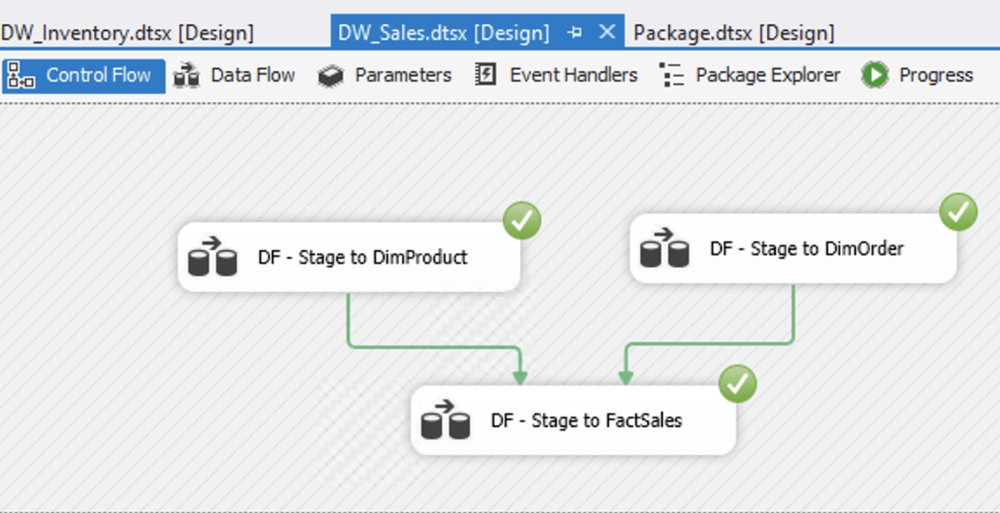 DW_Inventory.dtsx [Design] DW_Sales.dtsx [Design] Package.dtsx [Design]
Control Flow Data Flow Parameters Event Handlers Package Explorer Progress
DF - Stage to DimProduct
DF - Stage to DimOrder
DF - Stage to FactSales